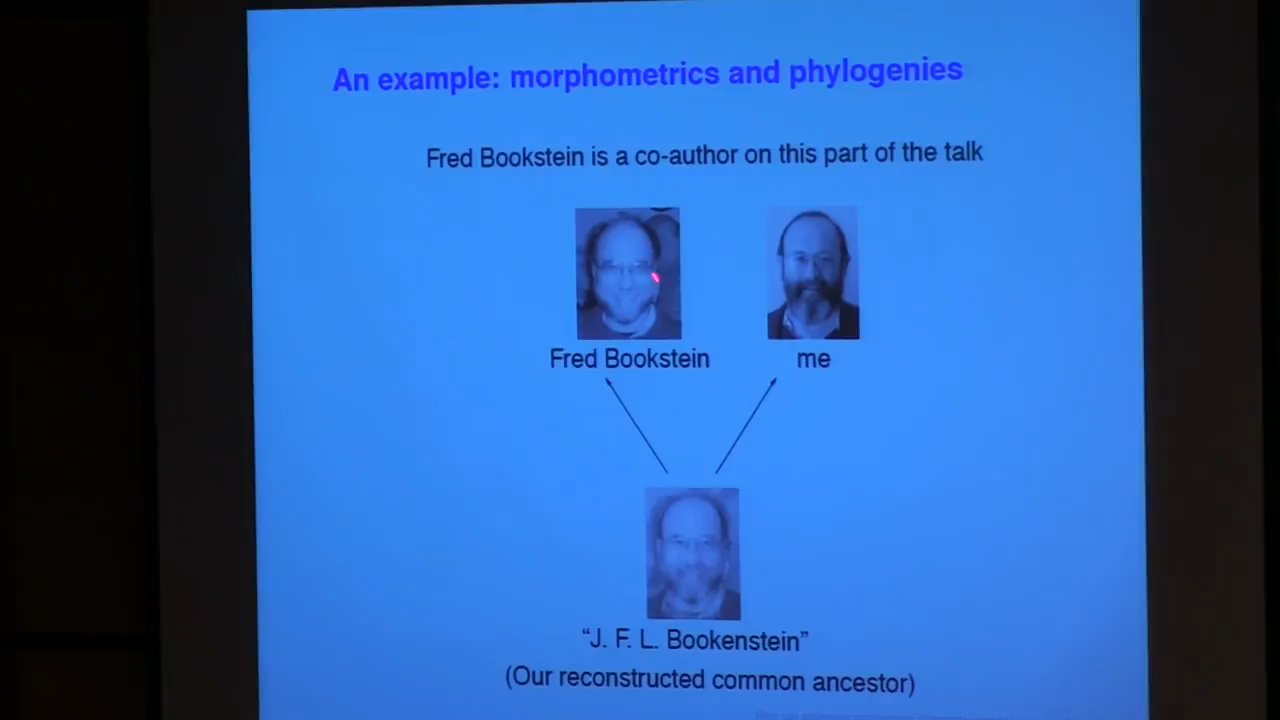 An example: morphometrics and phylogenies
Fred Bookstein is a co-author on this part of the talk
Fred Bookstein me
“J. F. L. Bookenstein”
(Our reconstructed common ancestor)